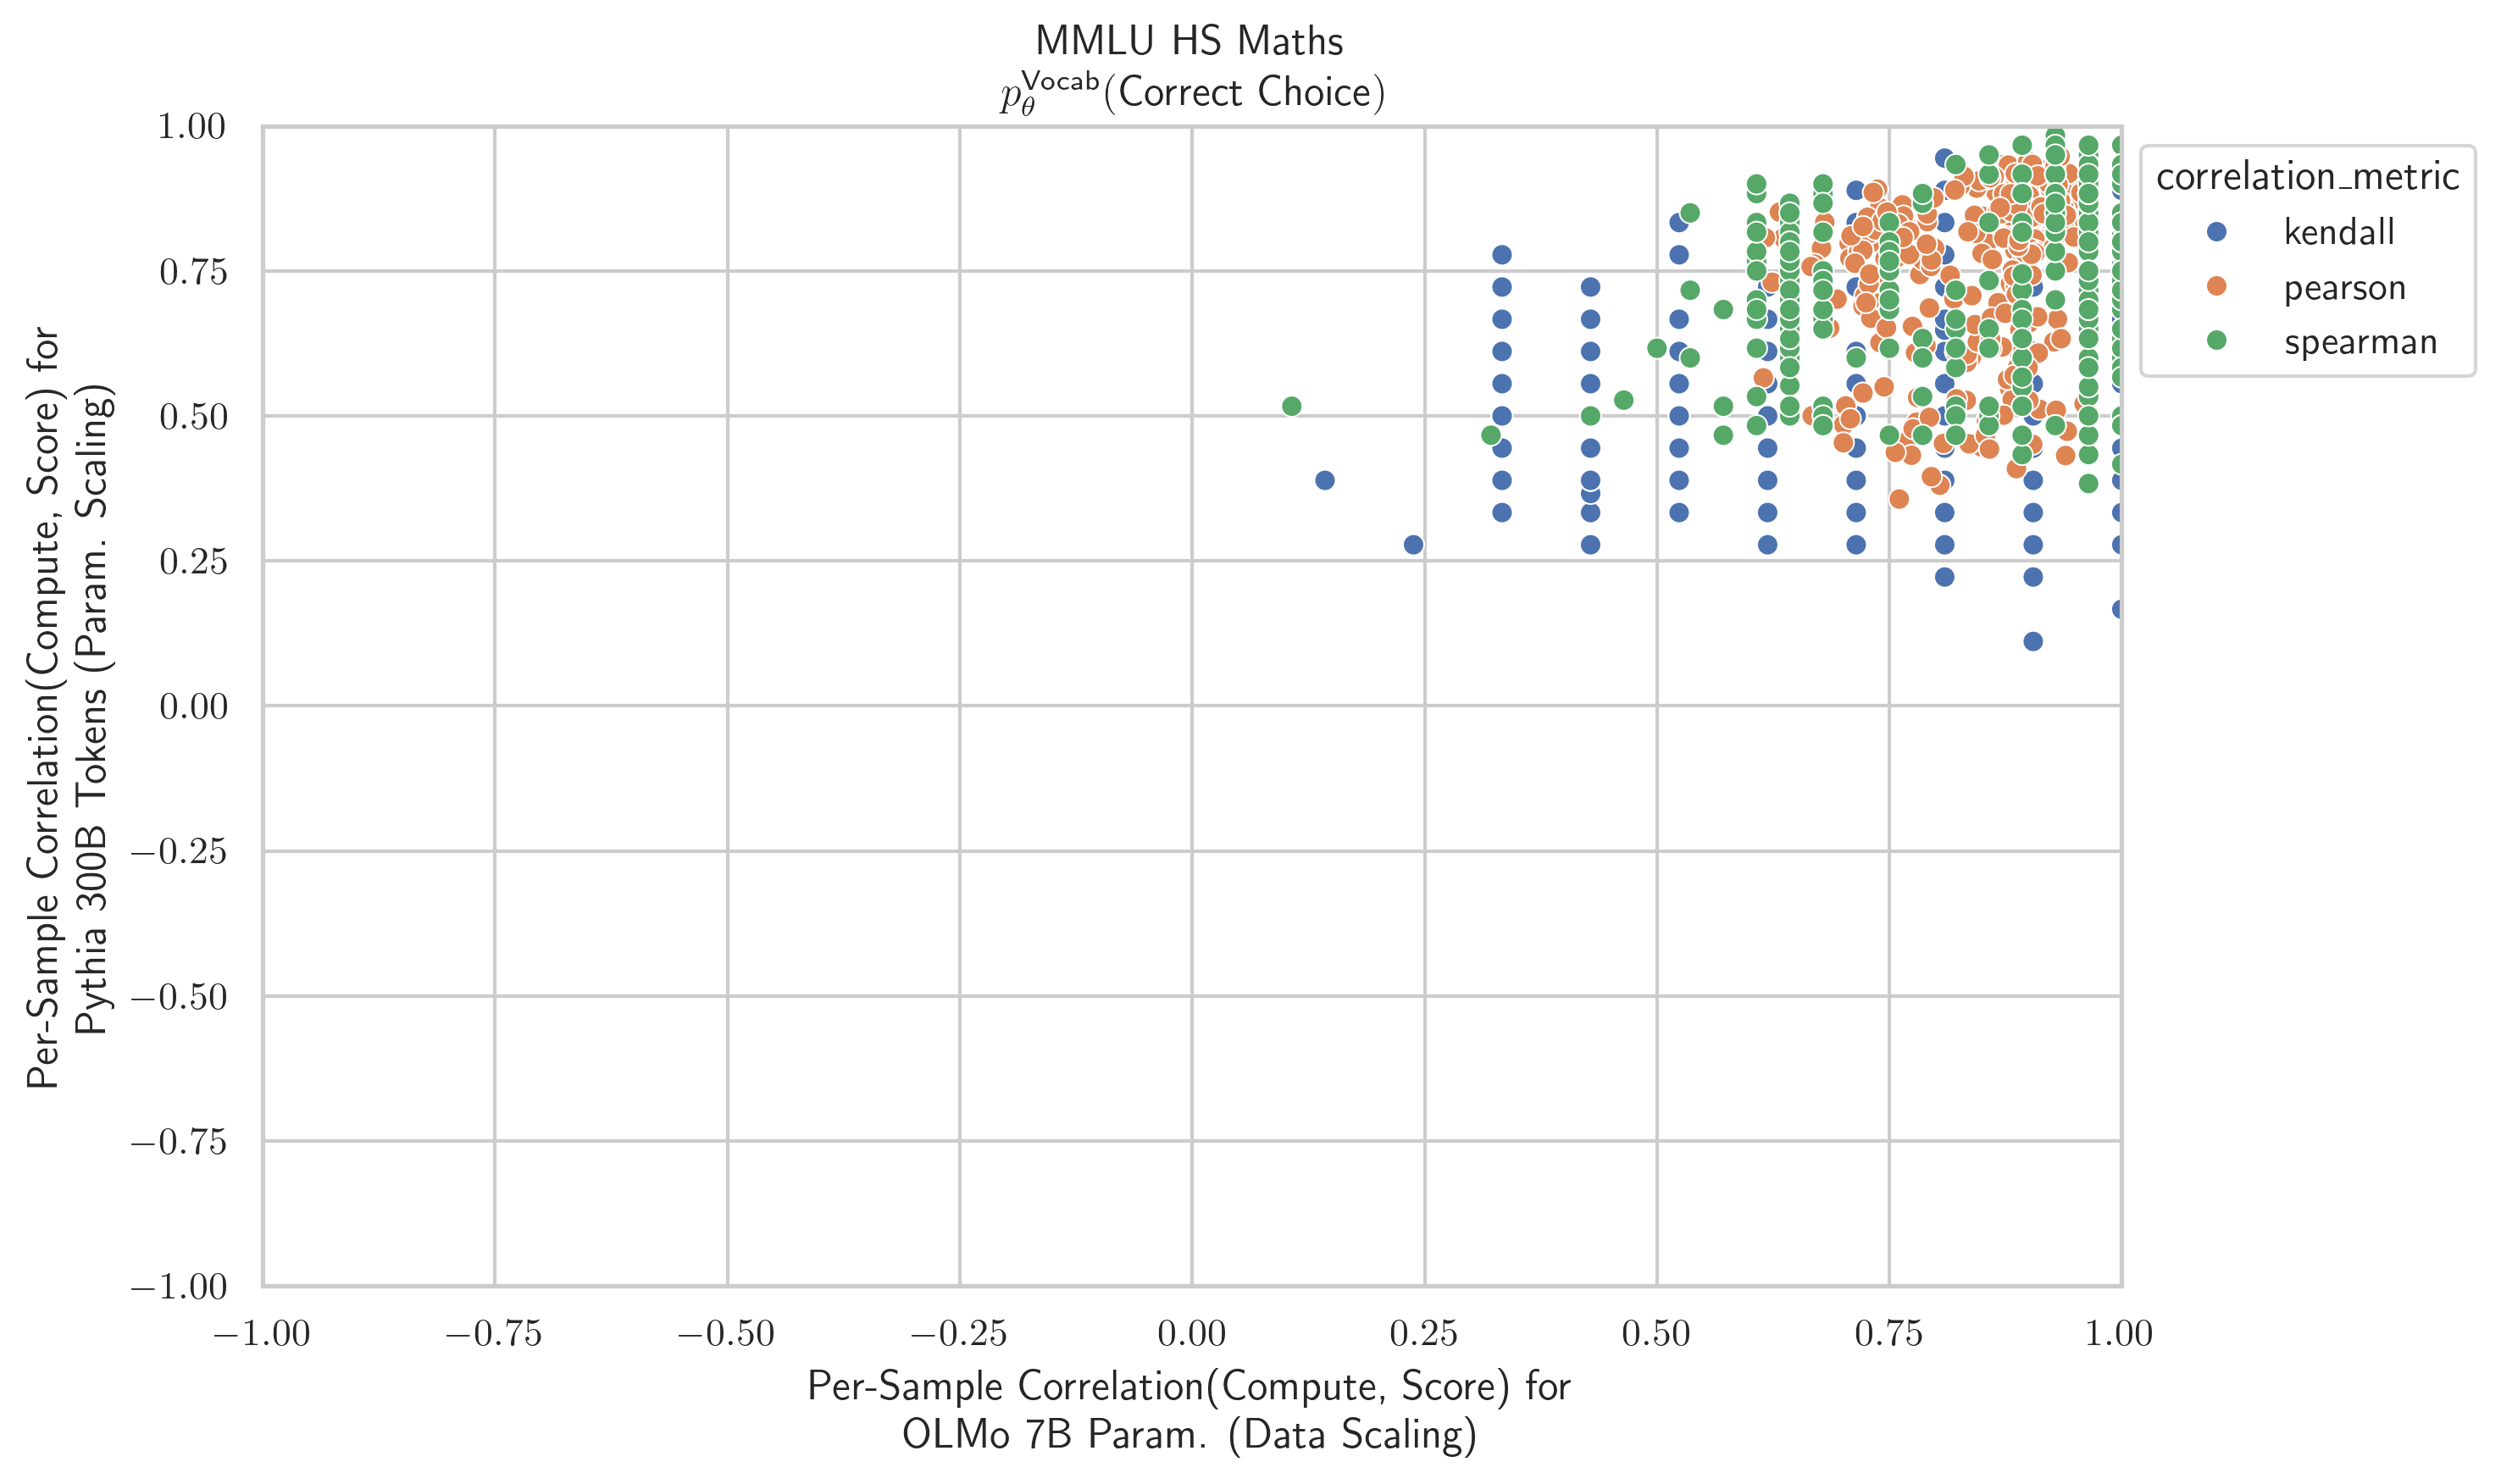 MMLU HS Maths
p_θ^Vocab(Correct Choice)
Per-Sample Correlation(Compute, Score) for
Pythia 300B Tokens (Param. Scaling)
1.00
0.75
0.50
0.25
0.00
−0.25
−0.50
−0.75
−1.00
correlation_metric
kendall
pearson
spearman
−1.00
−0.75
−0.50
−0.25
0.00
0.25
0.50
0.75
1.00
Per-Sample Correlation(Compute, Score) for
OLMo 7B Param. (Data Scaling)